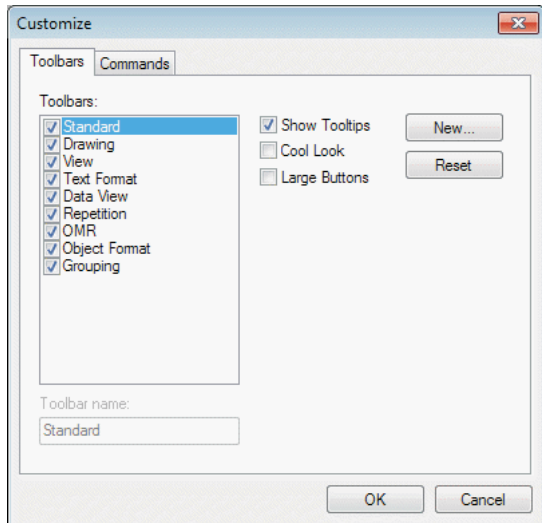 Customize
Toolbars Commands
Toolbars:
Standard
Drawing
View
Text Format
Data View
Repetition
OMR
Object Format
Grouping
Show Tooltips
Cool Look
Large Buttons
New...
Reset
Toolbar name:
Standard
OK Cancel